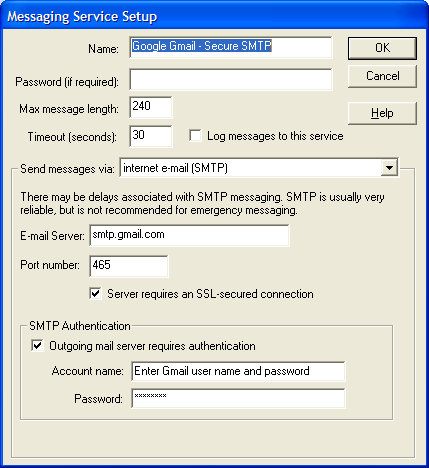 Messaging Service Setup
Name: Google Gmail - Secure SMTP
OK
Password (if required):
Cancel
Max message length: 240
Help
Timeout (seconds): 30
Log messages to this service
Send messages via: internet e-mail (SMTP)
There may be delays associated with SMTP messaging. SMTP is usually very
reliable, but is not recommended for emergency messaging.
E-mail Server: smtp.gmail.com
Port number: 465
Server requires an SSL-secured connection
SMTP Authentication
Outgoing mail server requires authentication
Account name: Enter Gmail user name and password
Password: ********